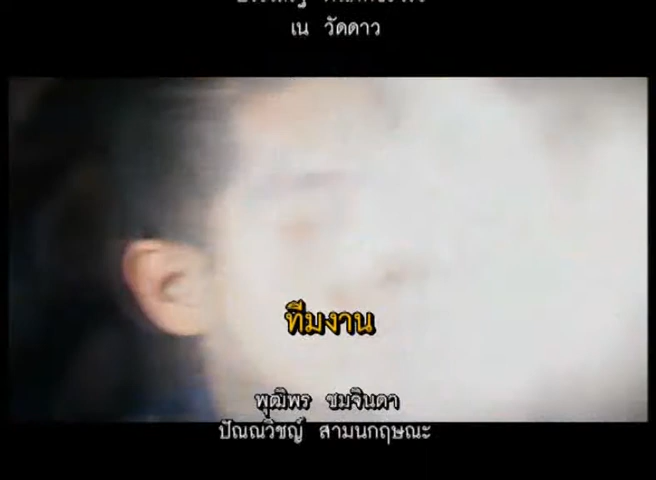 เน วัดดาว
ทีมงาน
พุฒิพร ชมจินดา
ปัณณวิชญ์ สามนกฤษณะ